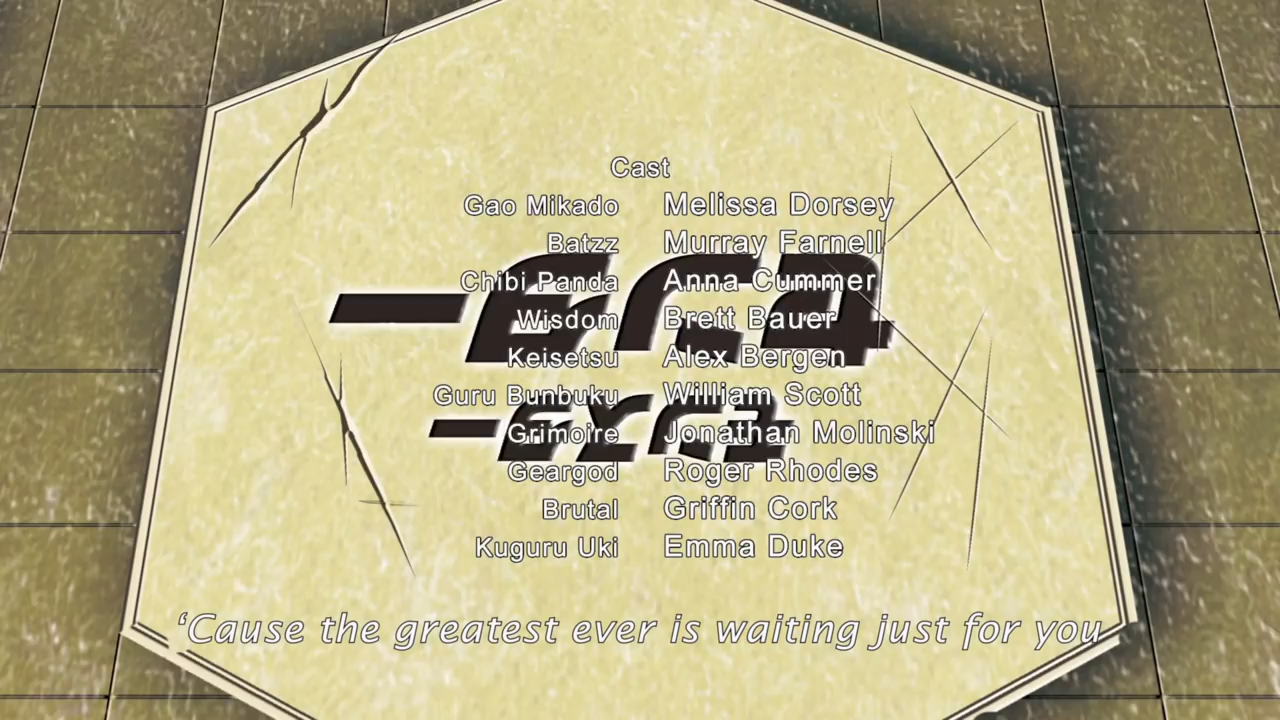 Cast
Gao Mikado Melissa Dorsey
Batzz Murray Farnell
Chibi Panda Anna Cummer
Wisdom Brett Bauer
Keisetsu Alex Bergen
Guru Bunbuku William Scott
Grimoire Jonathan Molinski
Geargod Roger Rhodes
Brutal Griffin Cork
Kuguru Uki Emma Duke
‘Cause the greatest ever is waiting just for you